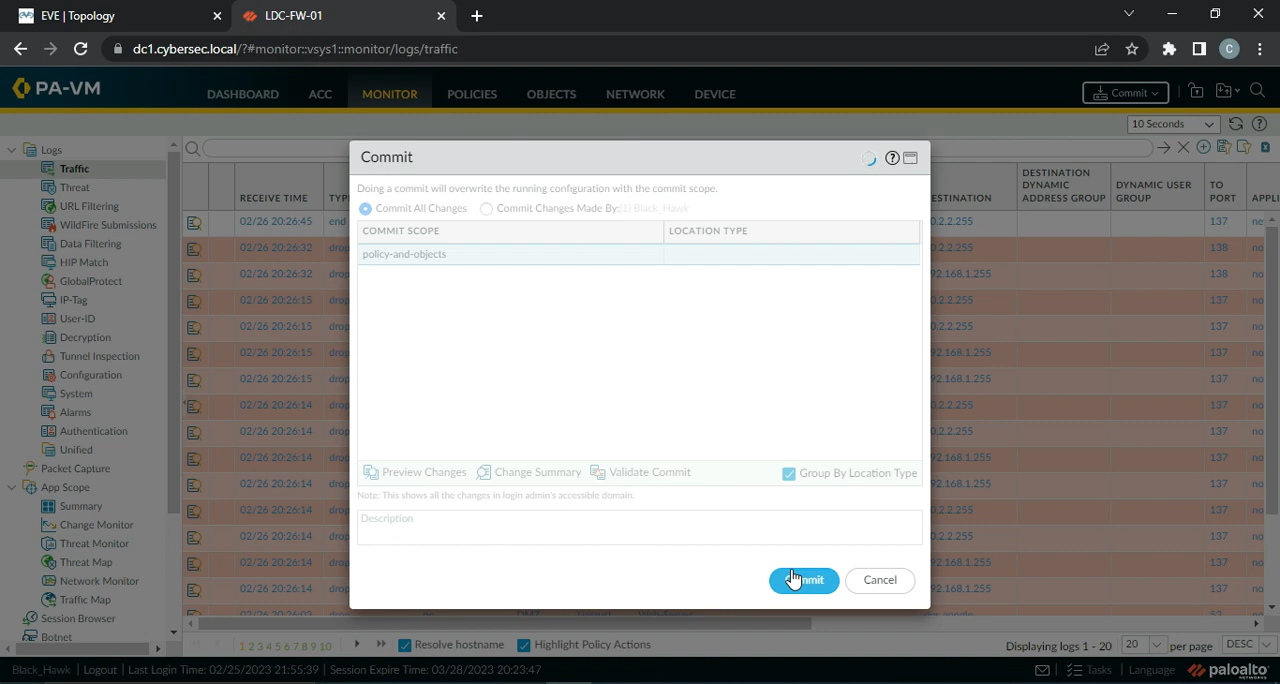 EVE | Topology
LDC-FW-01
dc1.cybersec.local/?#monitor::vsys1::monitor/logs/traffic
PA-VM
DASHBOARD ACC MONITOR POLICIES OBJECTS NETWORK DEVICE
Commit
10 Seconds
Logs
Traffic
Threat
URL Filtering
WildFire Submissions
Data Filtering
HIP Match
GlobalProtect
IP-Tag
User-ID
Decryption
Tunnel Inspection
Configuration
System
Alarms
Authentication
Unified
Packet Capture
App Scope
Summary
Change Monitor
Threat Monitor
Threat Map
Network Monitor
Traffic Map
Session Browser
Botnet
RECEIVE TIME
02/26 20:26:45 end
02/26 20:26:32
02/26 20:26:32
02/26 20:26:15
02/26 20:26:15
02/26 20:26:15
02/26 20:26:15
02/26 20:26:14
02/26 20:26:14
02/26 20:26:14
02/26 20:26:14
02/26 20:26:14
02/26 20:26:14
02/26 20:26:14
02/26 20:26:14
02/26 20:26:03
Commit
Doing a commit will overwrite the running configuration with the commit scope.
Commit All Changes Commit Changes Made By:(1) Black_Hawk
COMMIT SCOPE LOCATION TYPE
policy-and-objects
Preview Changes Change Summary Validate Commit Group By Location Type
Note: This shows all the changes in login admin's accessible domain.
Description
Cancel
DESTINATION DYNAMIC ADDRESS GROUP
DYNAMIC USER GROUP
TO PORT
137
138
138
137
137
137
137
137
137
137
137
137
137
137
137
53
1 2 3 4 5 6 7 8 9 10 Resolve hostname Highlight Policy Actions Displaying logs 1 - 20 20 per page DESC
Black_Hawk | Logout | Last Login Time: 02/25/2023 21:55:39 | Session Expire Time: 03/28/2023 20:23:47 Tasks | Language paloalto NETWORKS